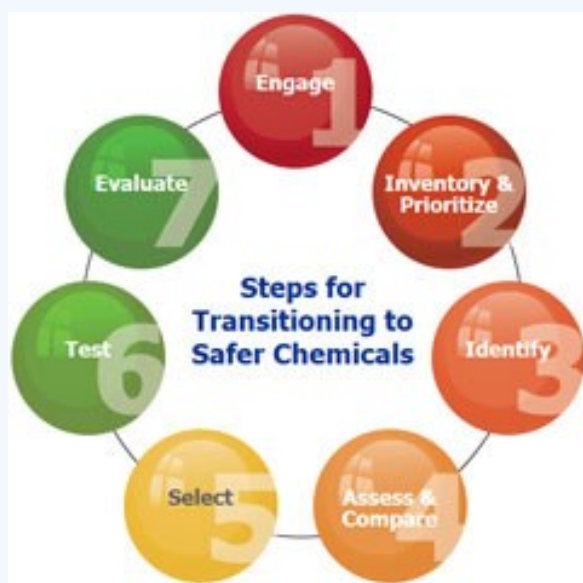 Engage
1
Inventory &
Prioritize
2
Identify
3
Assess &
Compare
4
Select
5
Test
6
Evaluate
7
Steps for
Transitioning to
Safer Chemicals